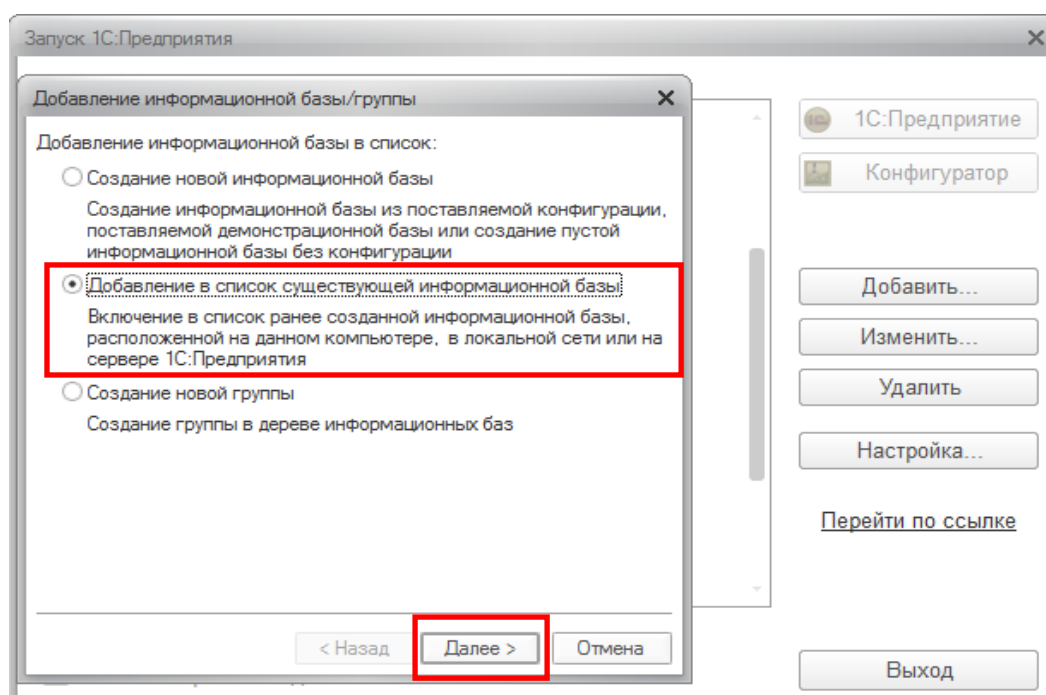 Запуск 1С:Предприятия
Добавление информационной базы/группы
Добавление информационной базы в список:
Создание новой информационной базы
Создание информационной базы из поставляемой конфигурации,
поставляемой демонстрационной базы или создание пустой
информационной базы без конфигурации
Добавление в список существующей информационной базы
Включение в список ранее созданной информационной базы,
расположенной на данном компьютере, в локальной сети или на
сервере 1С:Предприятия
Создание новой группы
Создание группы в дереве информационных баз
< Назад
Далее >
Отмена
1С:Предприятие
Конфигуратор
Добавить...
Изменить...
Удалить
Настройка...
Перейти по ссылке
Выход